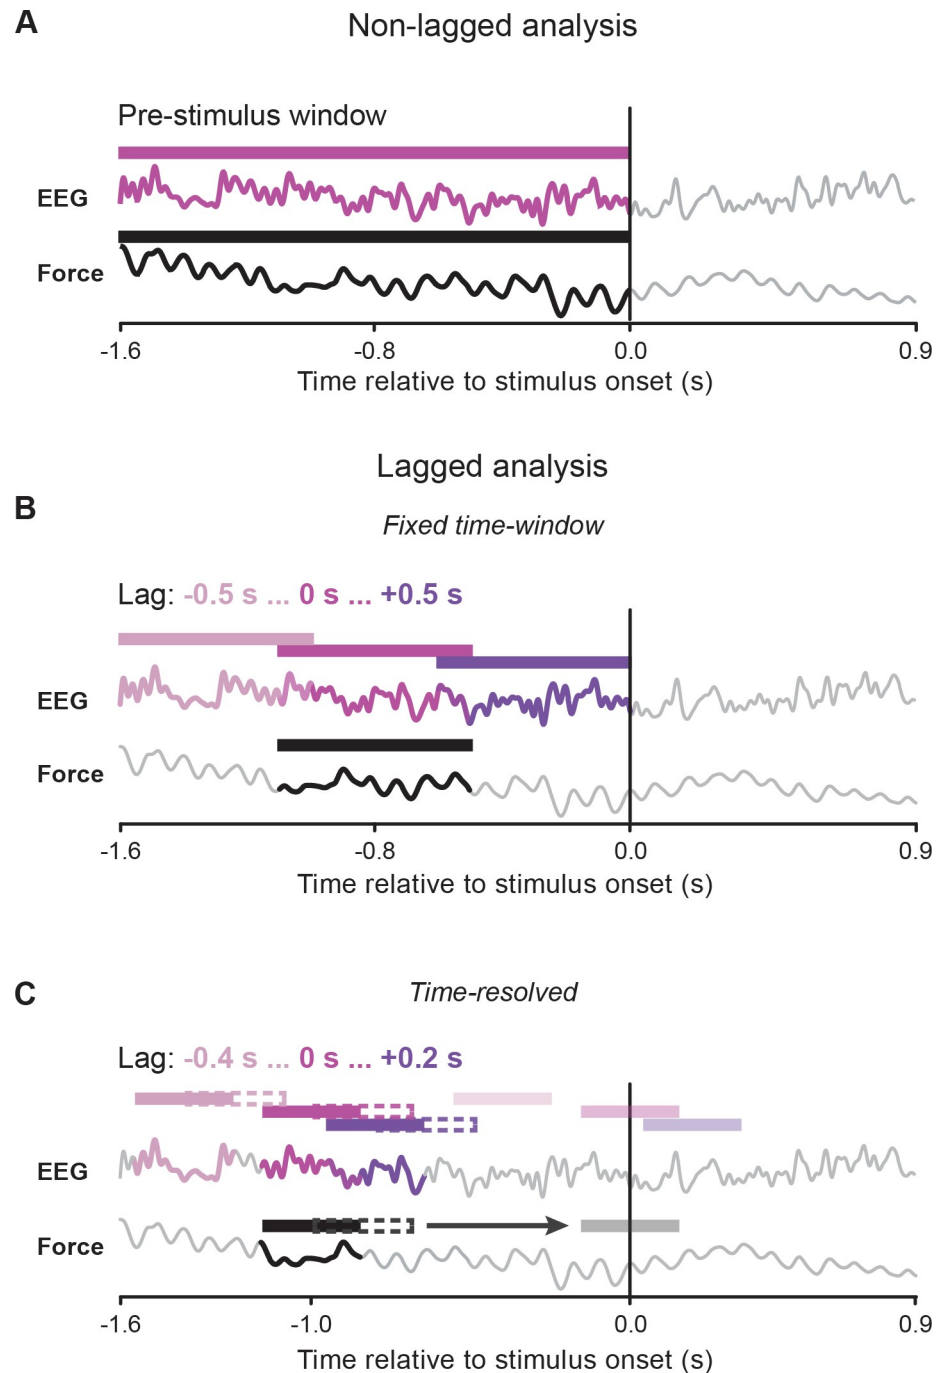 A
Non-lagged analysis
Pre-stimulus window
EEG
Force
-1.6 -0.8 0.0 0.9
Time relative to stimulus onset (s)
Lagged analysis
B
Fixed time-window
Lag: -0.5 s ... 0 s ... +0.5 s
EEG
Force
-1.6 -0.8 0.0 0.9
Time relative to stimulus onset (s)
C
Time-resolved
Lag: -0.4 s ... 0 s ... +0.2 s
EEG
Force
-1.6 -1.0 0.0 0.9
Time relative to stimulus onset (s)